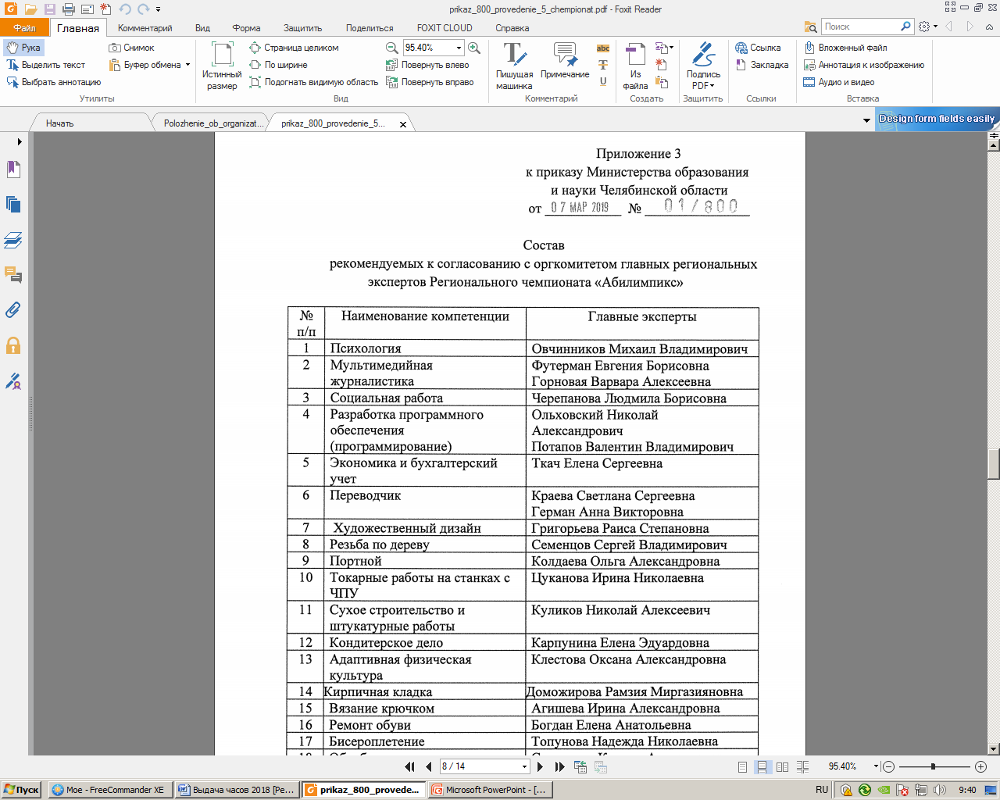 prikaz_800_provedenie_5_chempionat.pdf - Foxit Reader
Файл Главная Комментарий Вид Форма Защитить Поделиться FOXIT CLOUD Справка Поиск
Рука Снимок Страница целиком 95.40% Ссылка Вложенный файл
Выделить текст Буфер обмена По ширине Повернуть влево Закладка Аннотация к изображению
Выбрать аннотацию Подогнать видимую область Повернуть вправо Аудио и видео
Истинный размер
Пишущая машинка
Примечание
Из файла
Подпись PDF
Утилиты Вид Комментарий Создать Защитить Ссылки Вставка
Начать Polozhenie_ob_organizat... prikaz_800_provedenie_5... Design form fields easily
Приложение 3
к приказу Министерства образования
и науки Челябинской области
от 07 МАР 2019 № 01/800
Состав
рекомендуемых к согласованию с оргкомитетом главных региональных
экспертов Регионального чемпионата «Абилимпикс»
№ Наименование компетенции Главные эксперты
п/п
1 Психология Овчинников Михаил Владимирович
2 Мультимедийная Футерман Евгения Борисовна
журналистика Горновая Варвара Алексеевна
3 Социальная работа Черепанова Людмила Борисовна
4 Разработка программного Ольховский Николай
обеспечения Александрович
(программирование) Потапов Валентин Владимирович
5 Экономика и бухгалтерский Ткач Елена Сергеевна
учет
6 Переводчик Краева Светлана Сергеевна
Герман Анна Викторовна
7 Художественный дизайн Григорьева Раиса Степановна
8 Резьба по дереву Семенцов Сергей Владимирович
9 Портной Колдаева Ольга Александровна
10 Токарные работы на станках с Цуканова Ирина Николаевна
ЧПУ
11 Сухое строительство и Куликов Николай Алексеевич
штукатурные работы
12 Кондитерское дело Карпунина Елена Эдуардовна
13 Адаптивная физическая Клестова Оксана Александровна
культура
14 Кирпичная кладка Доможирова Рамзия Миргазияновна
15 Вязание крючком Агишева Ирина Александровна
16 Ремонт обуви Богдан Елена Анатольевна
17 Бисероплетение Топунова Надежда Николаевна
8 / 14 95.40%
Пуск Мое - FreeCommander XE Выдача часов 2018 [Ре... prikaz_800_provede... Microsoft PowerPoint - [... RU 9:40